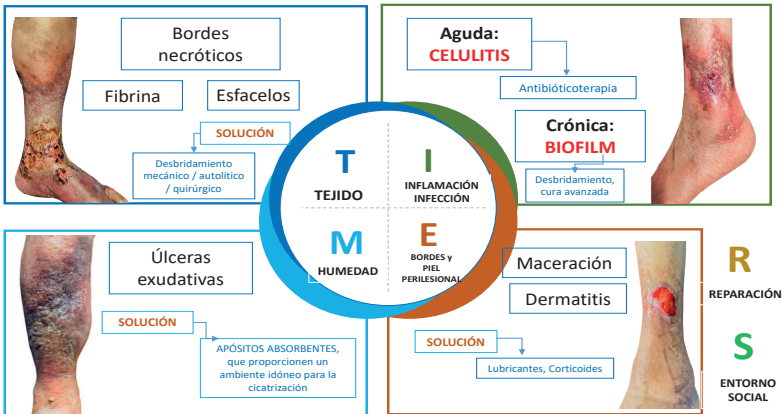 Bordes
necróticos
Fibrina
Esfacelos
SOLUCIÓN
Desbridamiento
mecánico / autolítico
/ quirúrgico
Aguda:
CELULITIS
Antibióticoterapia
Crónica:
BIOFILM
Desbridamiento,
cura avanzada
T
TEJIDO
I
INFLAMACIÓN
INFECCIÓN
M
HUMEDAD
E
BORDES y
PIEL
PERILESIONAL
Úlceras
exudativas
SOLUCIÓN
APÓSITOS ABSORBENTES,
que proporcionen un
ambiente idóneo para la
cicatrización
Maceración
Dermatitis
SOLUCIÓN
Lubricantes, Corticoides
R
REPARACIÓN
S
ENTORNO
SOCIAL